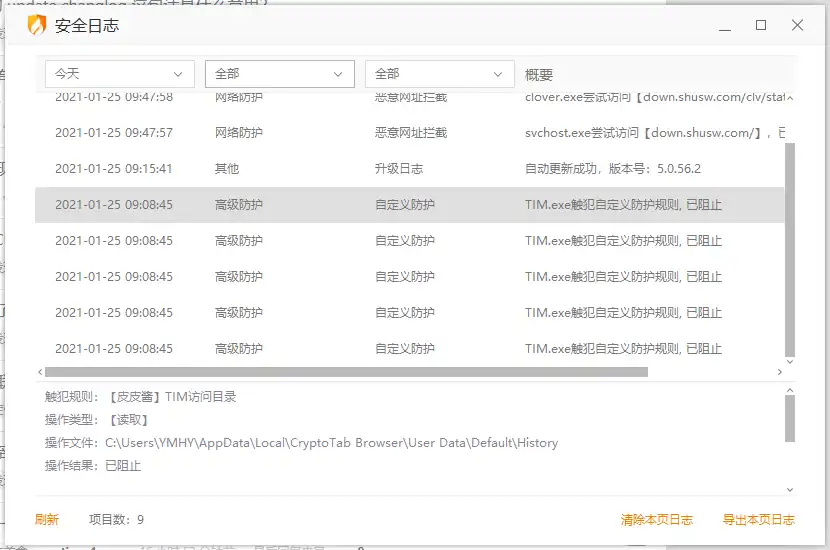 安全日志
今天 全部 全部 概要
2021-01-25 09:47:58 网络防护 恶意网址拦截 clover.exe尝试访问【down.shusw.com/clv/stat
2021-01-25 09:47:57 网络防护 恶意网址拦截 svchost.exe尝试访问【down.shusw.com/】, 已
2021-01-25 09:15:41 其他 升级日志 自动更新成功，版本号：5.0.56.2
2021-01-25 09:08:45 高级防护 自定义防护 TIM.exe触犯自定义防护规则, 已阻止
2021-01-25 09:08:45 高级防护 自定义防护 TIM.exe触犯自定义防护规则, 已阻止
2021-01-25 09:08:45 高级防护 自定义防护 TIM.exe触犯自定义防护规则, 已阻止
2021-01-25 09:08:45 高级防护 自定义防护 TIM.exe触犯自定义防护规则, 已阻止
2021-01-25 09:08:45 高级防护 自定义防护 TIM.exe触犯自定义防护规则, 已阻止
触犯规则：【皮皮酱】TIM访问目录
操作类型：【读取】
操作文件：C:\Users\YMHY\AppData\Local\CryptoTab Browser\User Data\Default\History
操作结果：已阻止
刷新 项目数：9 清除本页日志 导出本页日志